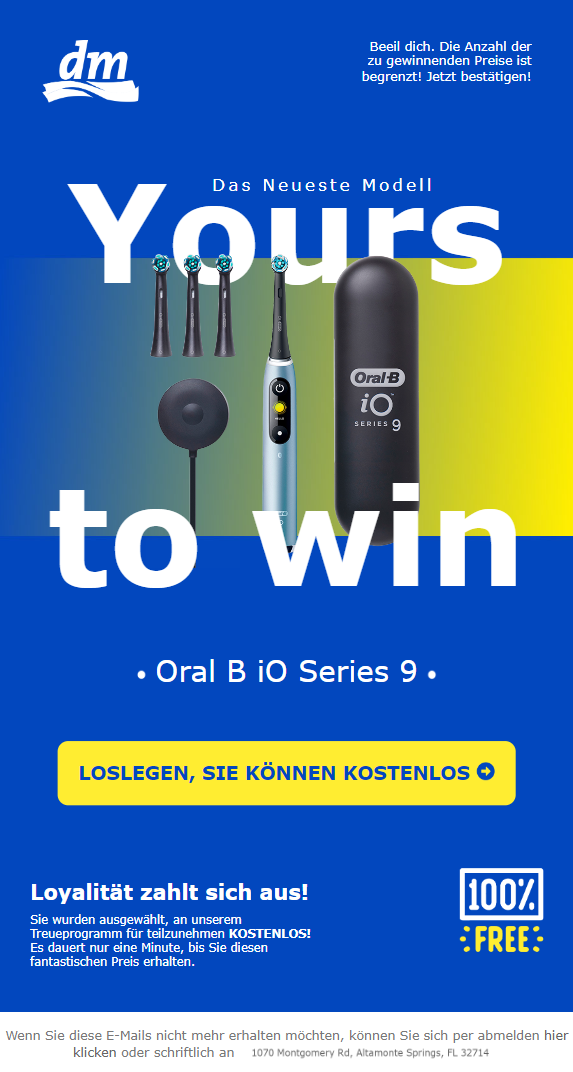 dm
Beeil dich. Die Anzahl der
zu gewinnenden Preise ist
begrenzt! Jetzt bestätigen!
Das Neueste Modell
Yours
Oral-B
iO
SERIES 9
to win
• Oral B iO Series 9 •
LOSLEGEN, SIE KÖNNEN KOSTENLOS
Loyalität zahlt sich aus!
Sie wurden ausgewählt, an unserem
Treueprogramm für teilzunehmen KOSTENLOS!
Es dauert nur eine Minute, bis Sie diesen
fantastischen Preis erhalten.
100%
FREE
Wenn Sie diese E-Mails nicht mehr erhalten möchten, können Sie sich per abmelden hier
klicken oder schriftlich an 1070 Montgomery Rd, Altamonte Springs, FL 32714